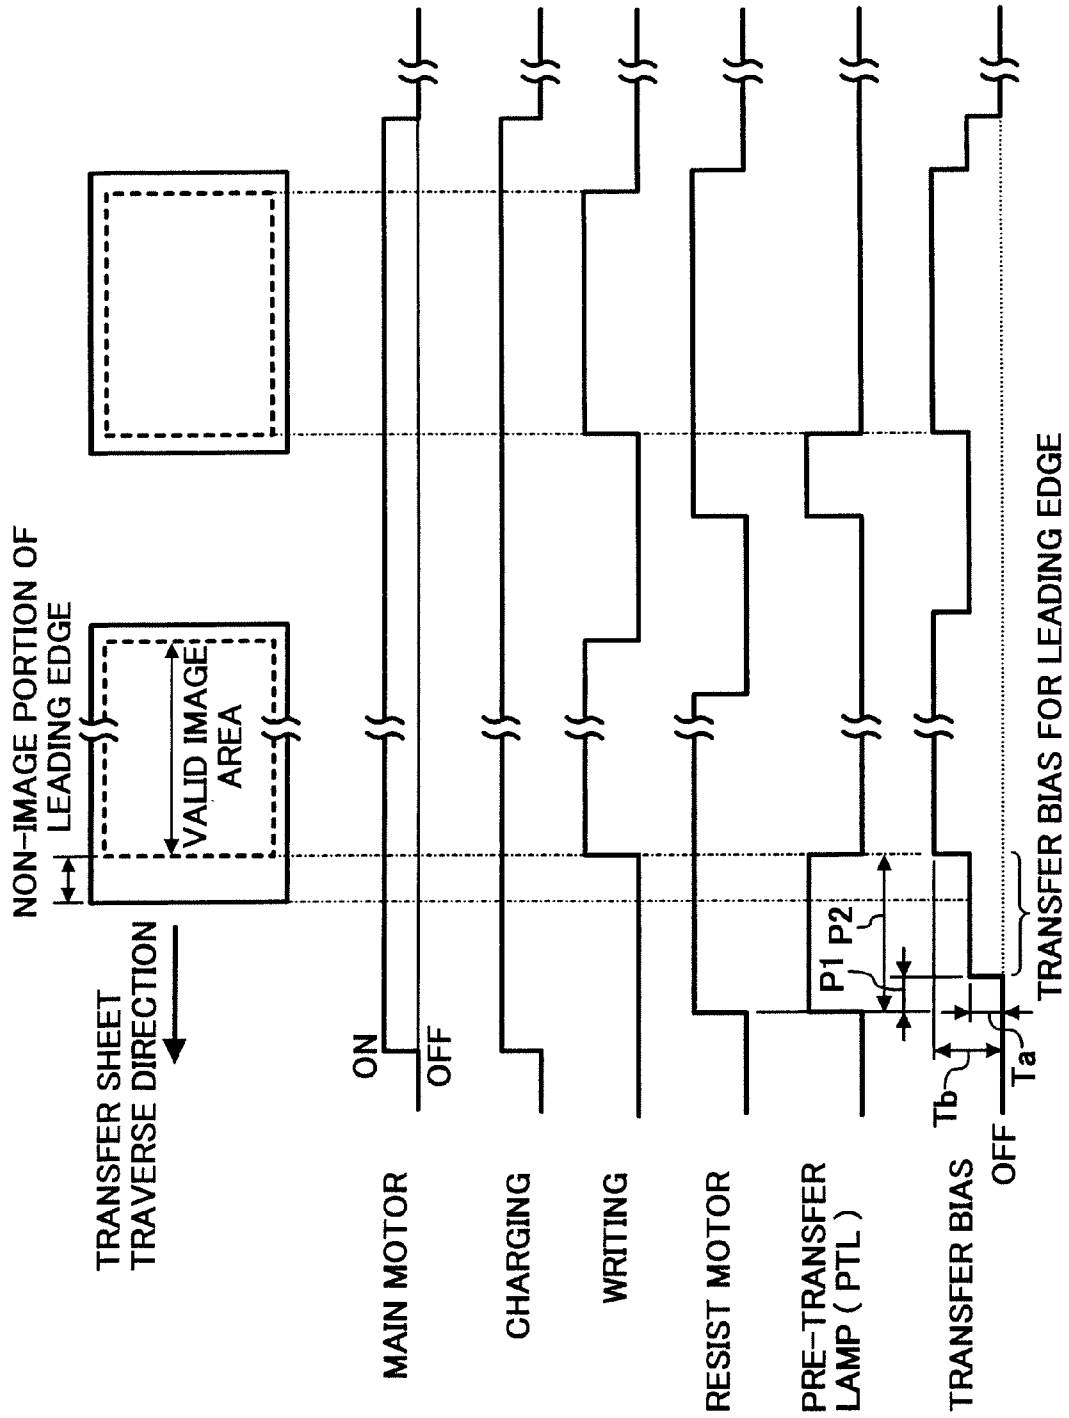 NON-IMAGE PORTION OF
LEADING EDGE
TRANSFER SHEET
TRAVERSE DIRECTION
VALID IMAGE
AREA
MAIN MOTOR
ON
OFF
CHARGING
WRITING
RESIST MOTOR
PRE-TRANSFER
LAMP ( PTL )
P1
P2
TRANSFER BIAS
OFF
Tb
Ta
TRANSFER BIAS FOR LEADING EDGE